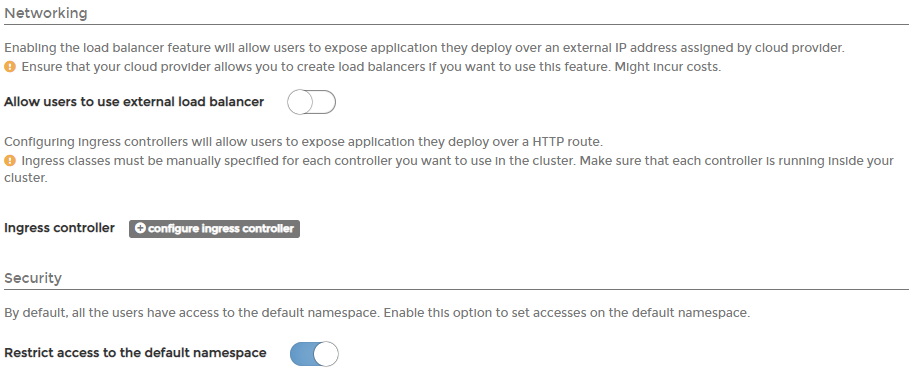 Networking
Enabling the load balancer feature will allow users to expose application they deploy over an external IP address assigned by cloud provider.
Ensure that your cloud provider allows you to create load balancers if you want to use this feature. Might incur costs.
Allow users to use external load balancer
Configuring ingress controllers will allow users to expose application they deploy over a HTTP route.
Ingress classes must be manually specified for each controller you want to use in the cluster. Make sure that each controller is running inside your
cluster.
Ingress controller configure ingress controller
Security
By default, all the users have access to the default namespace. Enable this option to set accesses on the default namespace.
Restrict access to the default namespace